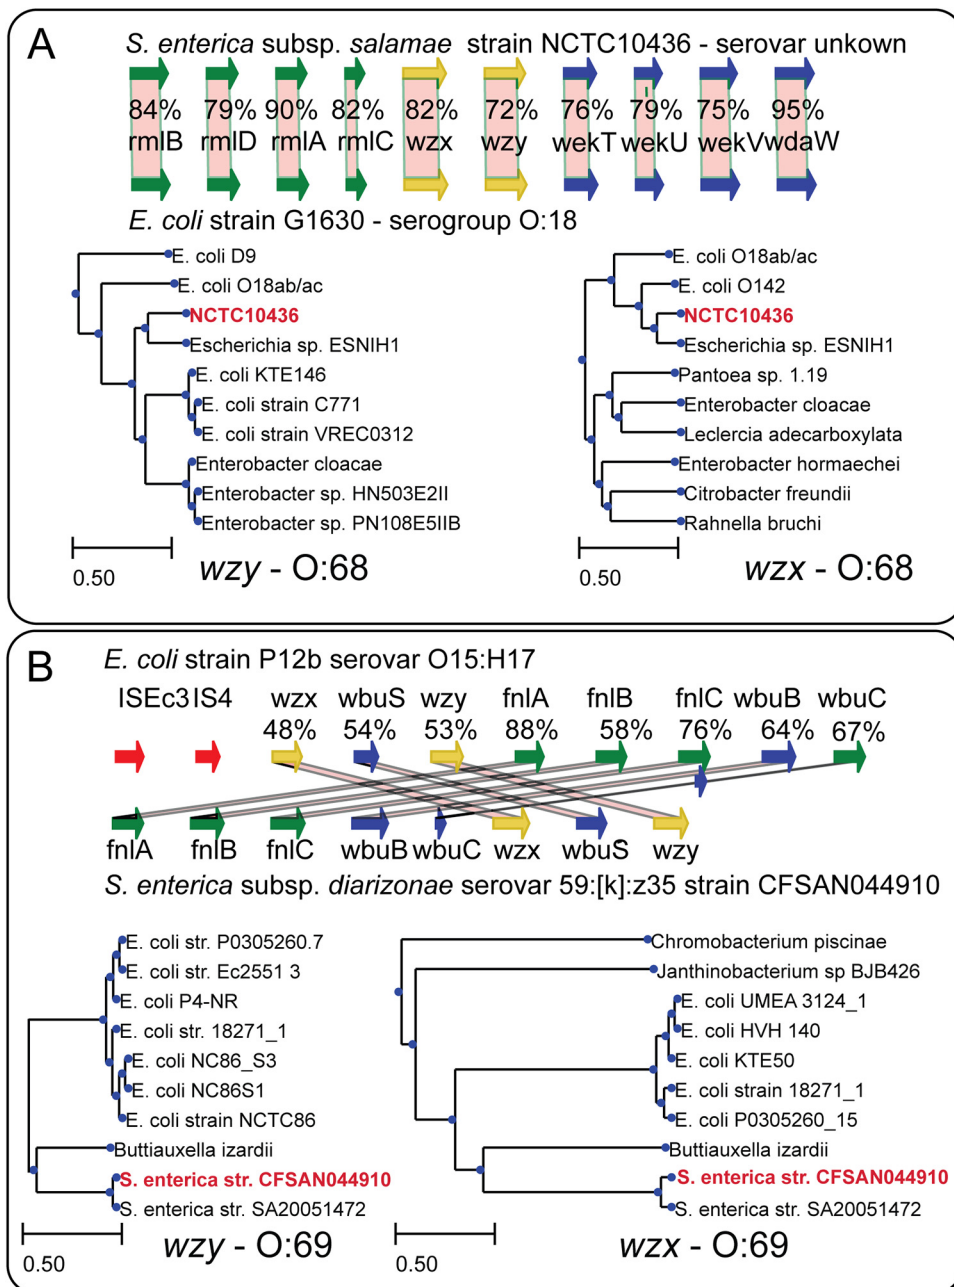 A
S. enterica subsp. salamae strain NCTC10436 - serovar unkown
84% 79% 90% 82% 82% 72% 76% 79% 75% 95%
rmlB rmlD rmlA rmlC wzx wzy wekT wekU wekV wdaW
E. coli strain G1630 - serogroup O:18
E. coli D9
E. coli O18ab/ac
NCTC10436
Escherichia sp. ESNIH1
E. coli KTE146
E. coli strain C771
E. coli strain VREC0312
Enterobacter cloacae
Enterobacter sp. HN503E2II
Enterobacter sp. PN108E5IIB
0.50
wzy - O:68
E. coli O18ab/ac
E. coli O142
NCTC10436
Escherichia sp. ESNIH1
Pantoea sp. 1.19
Enterobacter cloacae
Leclercia adecarboxylata
Enterobacter hormaechei
Citrobacter freundii
Rahnella bruchi
0.50
wzx - O:68
B
E. coli strain P12b serovar O15:H17
ISEc3 IS4 wzx wbuS wzy fnlA fnlB fnlC wbuB wbuC
48% 54% 53% 88% 58% 76% 64% 67%
fnlA fnlB fnlC wbuB wbuC wzx wbuS wzy
S. enterica subsp. diarizonae serovar 59:[k]:z35 strain CFSAN044910
E. coli str. P0305260.7
E. coli str. Ec2551 3
E. coli P4-NR
E. coli str. 18271_1
E. coli NC86_S3
E. coli NC86S1
E. coli strain NCTC86
Buttiauxella izardii
S. enterica str. CFSAN044910
S. enterica str. SA20051472
0.50
wzy - O:69
Chromobacterium piscinae
Janthinobacterium sp BJB426
E. coli UMEA 3124_1
E. coli HVH 140
E. coli KTE50
E. coli strain 18271_1
E. coli P0305260_15
Buttiauxella izardii
S. enterica str. CFSAN044910
S. enterica str. SA20051472
0.50
wzx - O:69